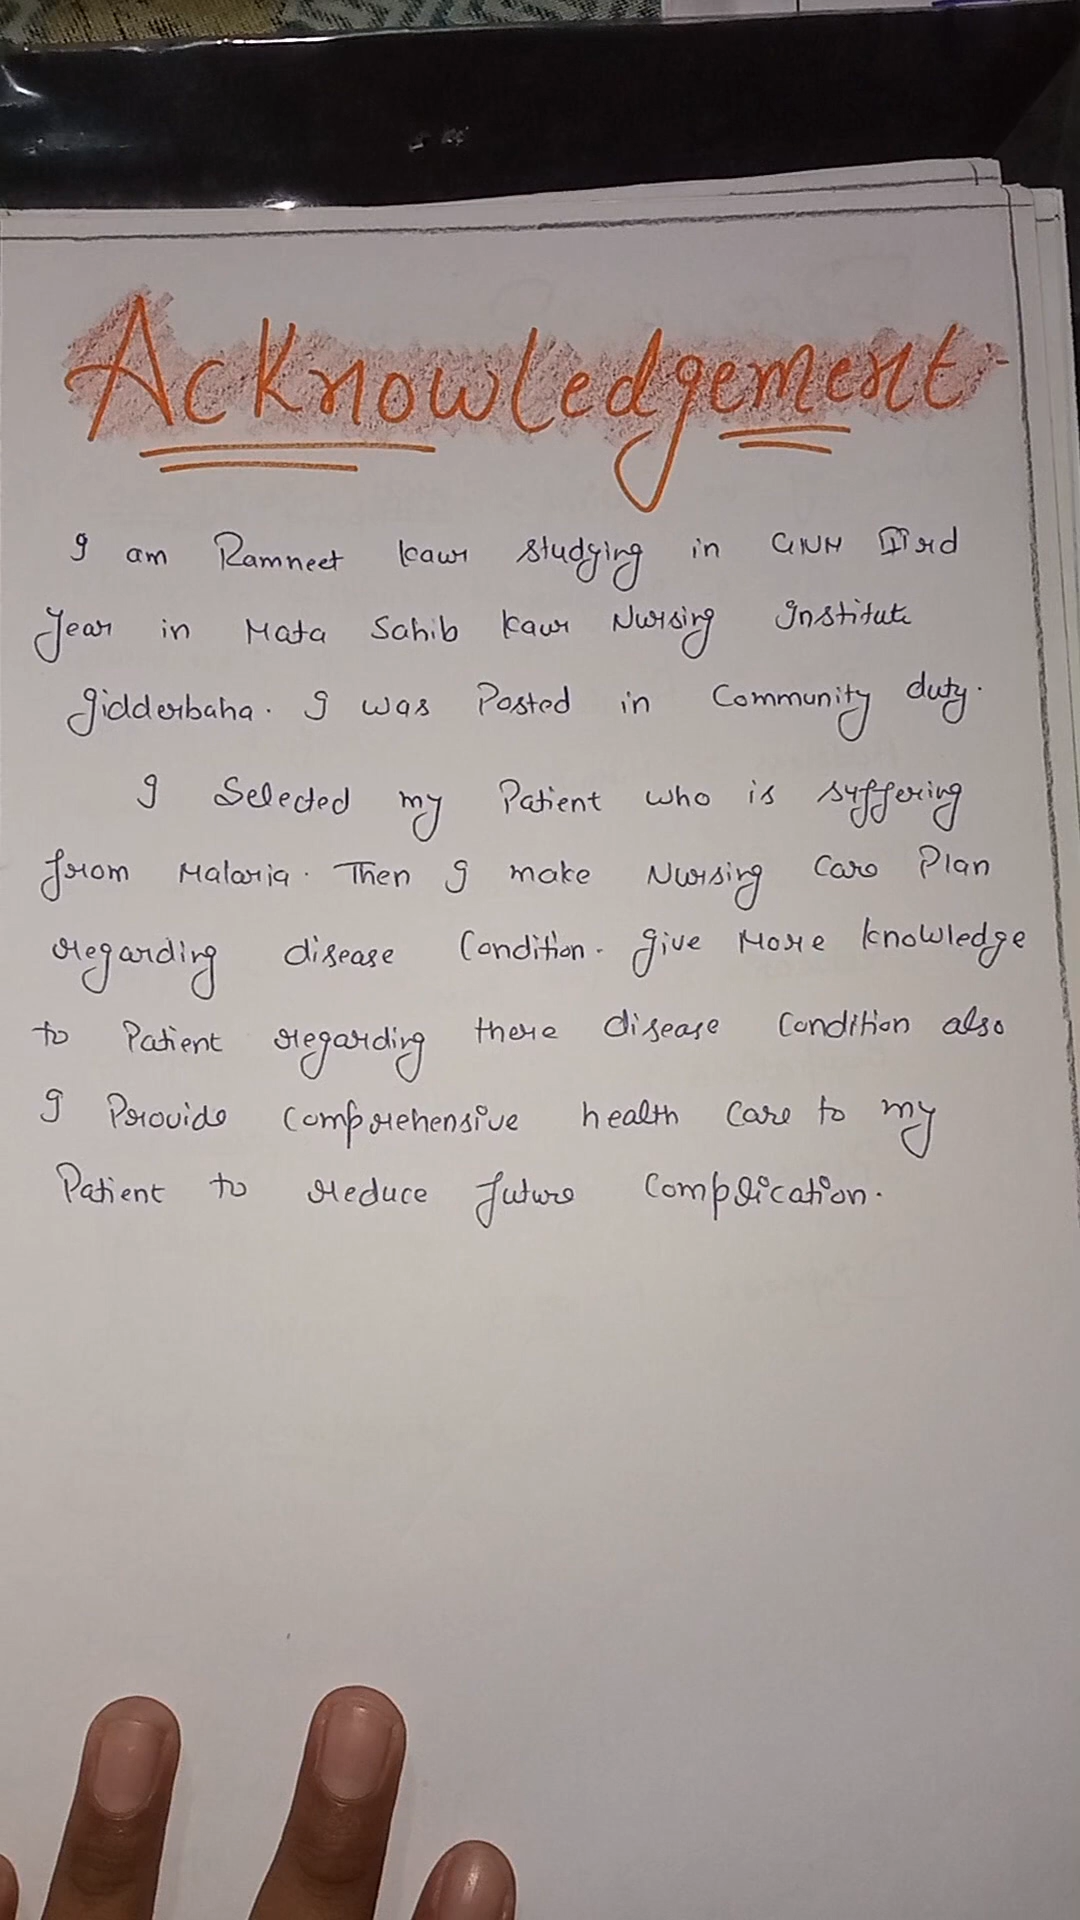 Acknowledgement:-
I am Ramneet kaur studying in GNM IIIrd
Year in Mata Sahib kaur Nursing Institute
gidderbaha. I was Posted in Community duty.
I Selected my Patient who is suffering
from Malaria. Then I make Nursing Care Plan
regarding disease Condition. give More knowledge
to Patient regarding there disease Condition also
I Provide Comprehensive health Care to my
Patient to reduce future Complication.